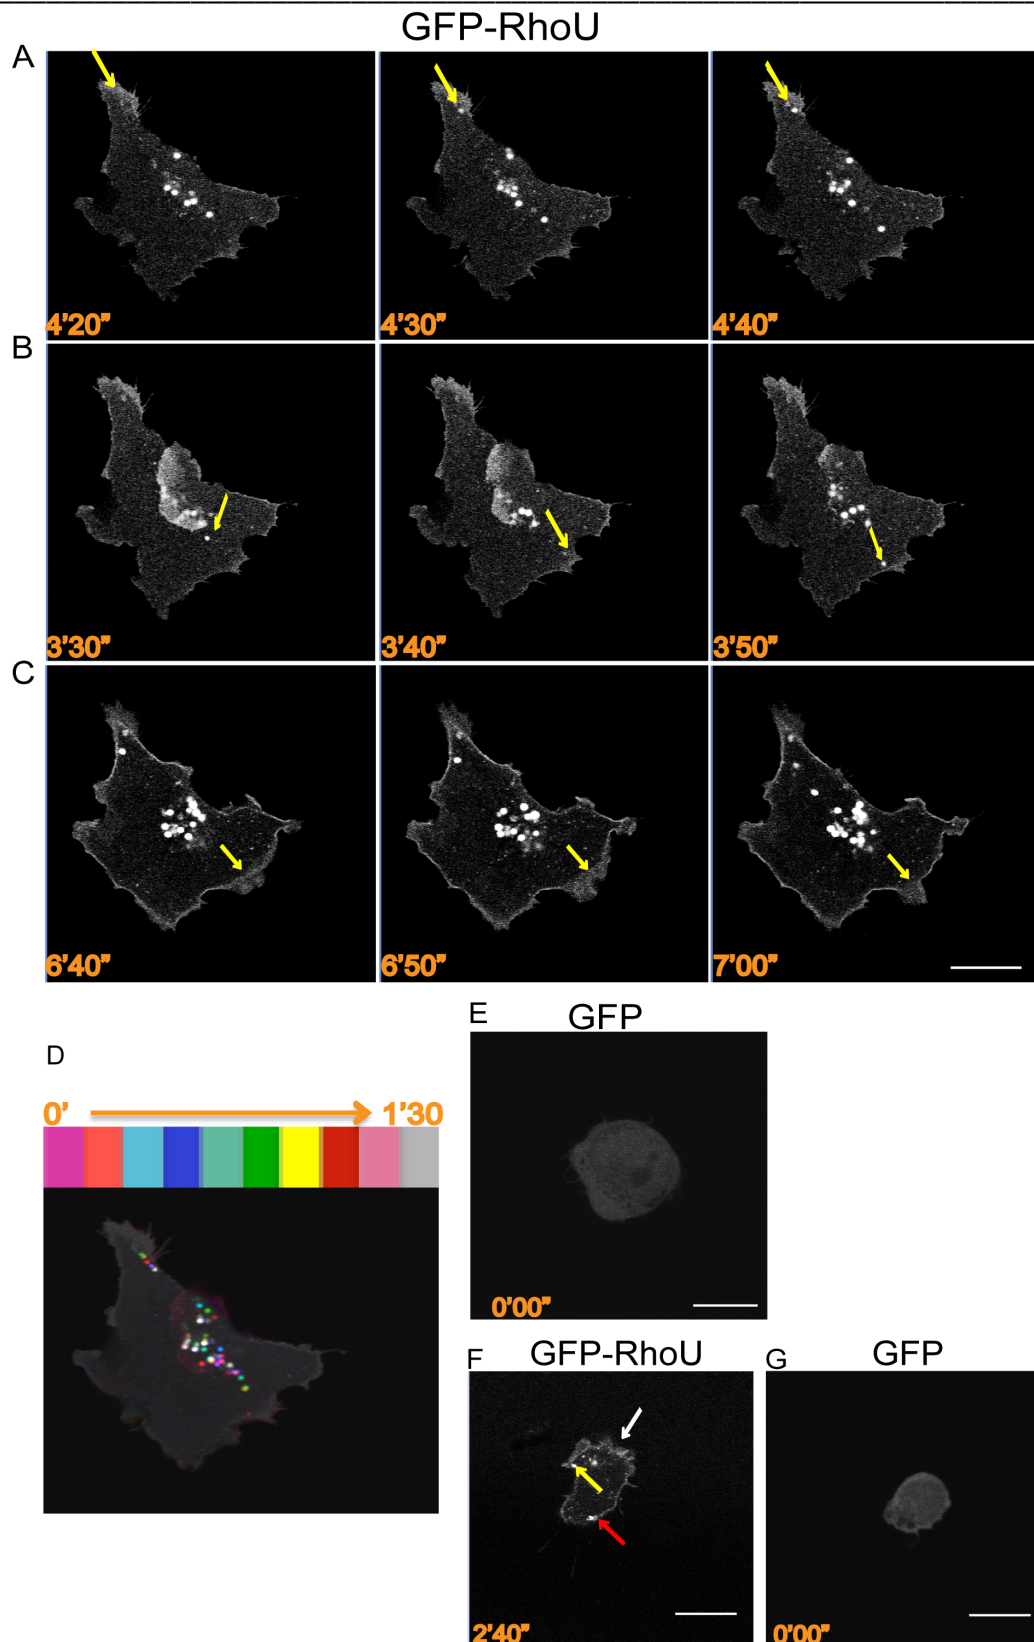 GFP-RhoU
A
4'20”
4'30”
4'40”
B
3'30”
3'40”
3'50”
C
6'40”
6'50”
7'00”
D
0'
1'30
E
GFP
0'00”
F
GFP-RhoU
2'40”
G
GFP
0'00”